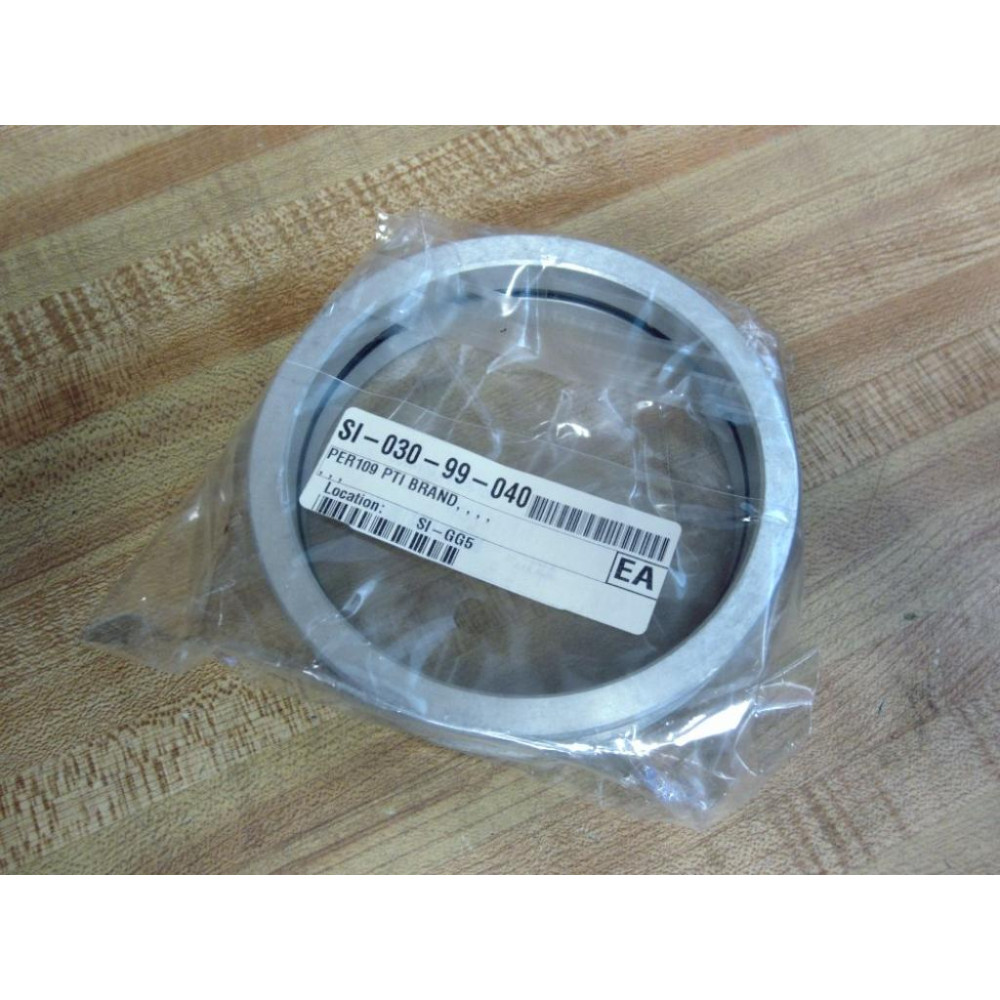 SI-030-99-040
PER109 PTI BRAND, , , ,
, , ,
Location: SI-GG5
EA